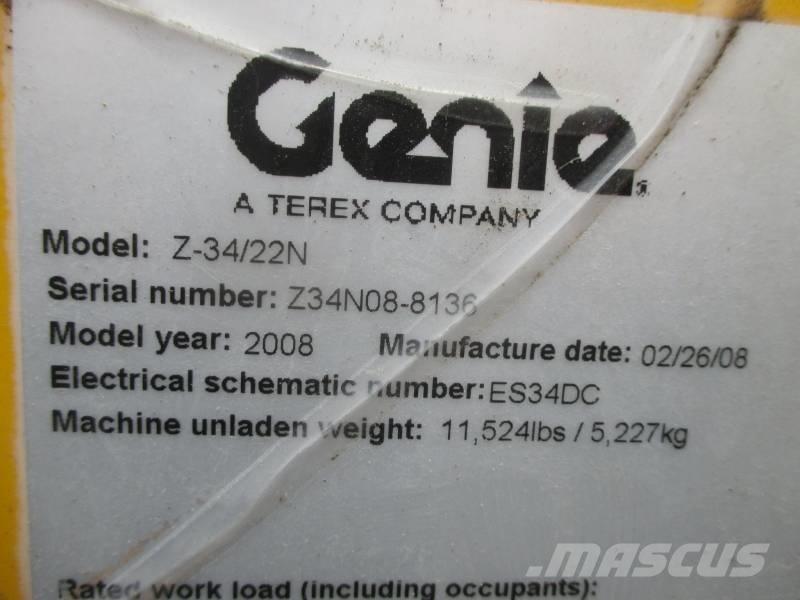 Genie
A TEREX COMPANY
Model: Z-34/22N
Serial number: Z34N08-8136
Model year: 2008 Manufacture date: 02/26/08
Electrical schematic number: ES34DC
Machine unladen weight: 11,524lbs / 5,227kg
Rated work load (including occupants):
MASCUS